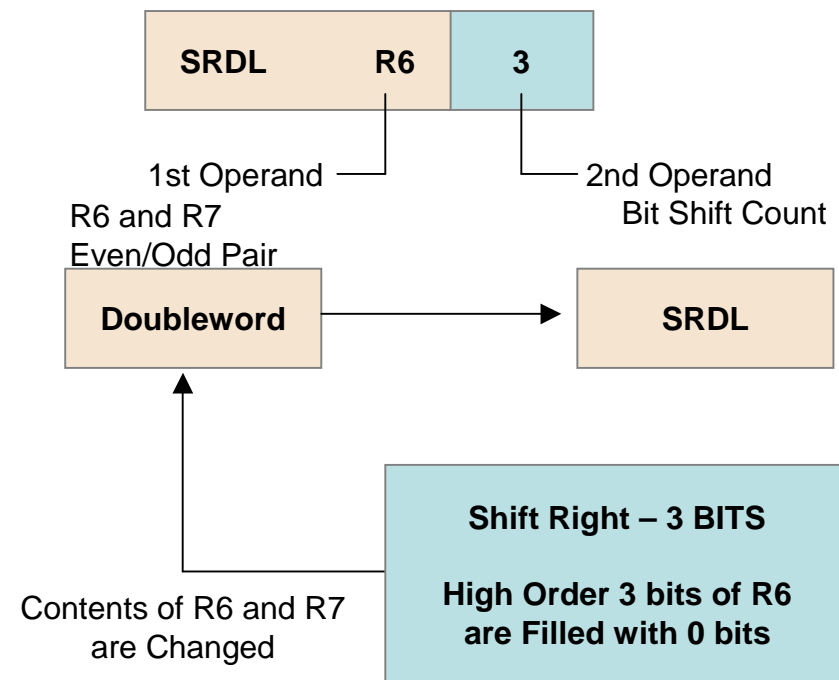 SRDL R6 3
1st Operand
2nd Operand
Bit Shift Count
R6 and R7
Even/Odd Pair
Doubleword
SRDL
Shift Right – 3 BITS
High Order 3 bits of R6
are Filled with 0 bits
Contents of R6 and R7
are Changed